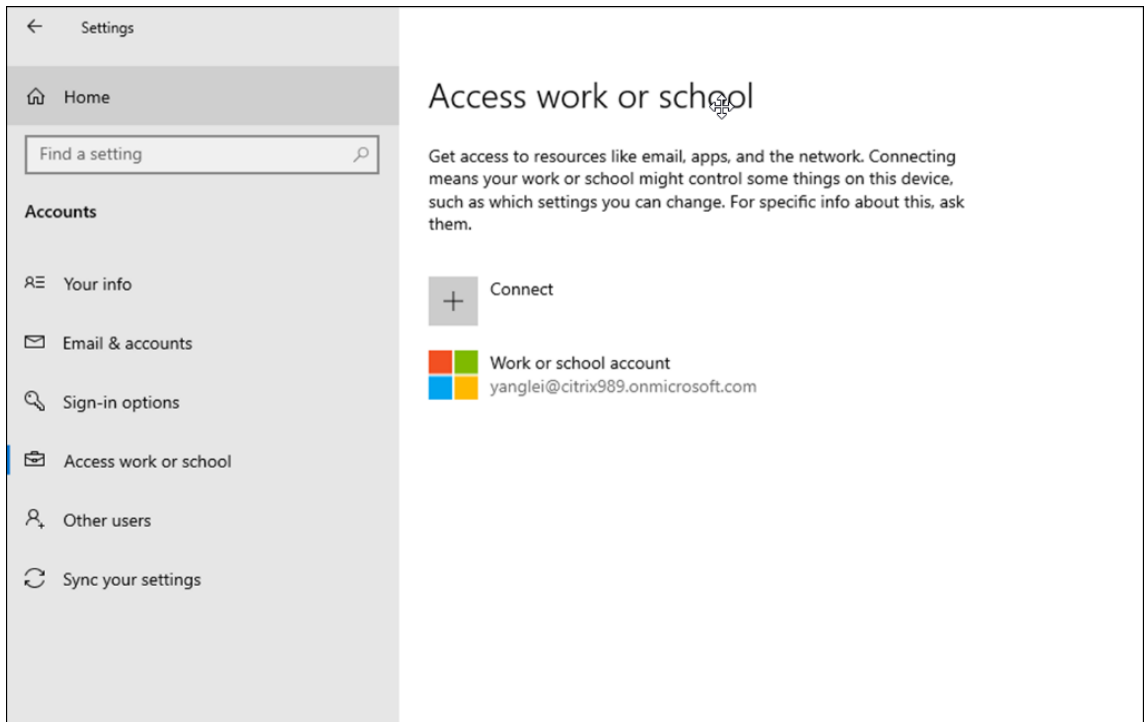 Settings
Home
Find a setting
Accounts
Your info
Email & accounts
Sign-in options
Access work or school
Other users
Sync your settings
Access work or school
Get access to resources like email, apps, and the network. Connecting
means your work or school might control some things on this device,
such as which settings you can change. For specific info about this, ask
them.
Connect
Work or school account
yanglei@citrix989.onmicrosoft.com